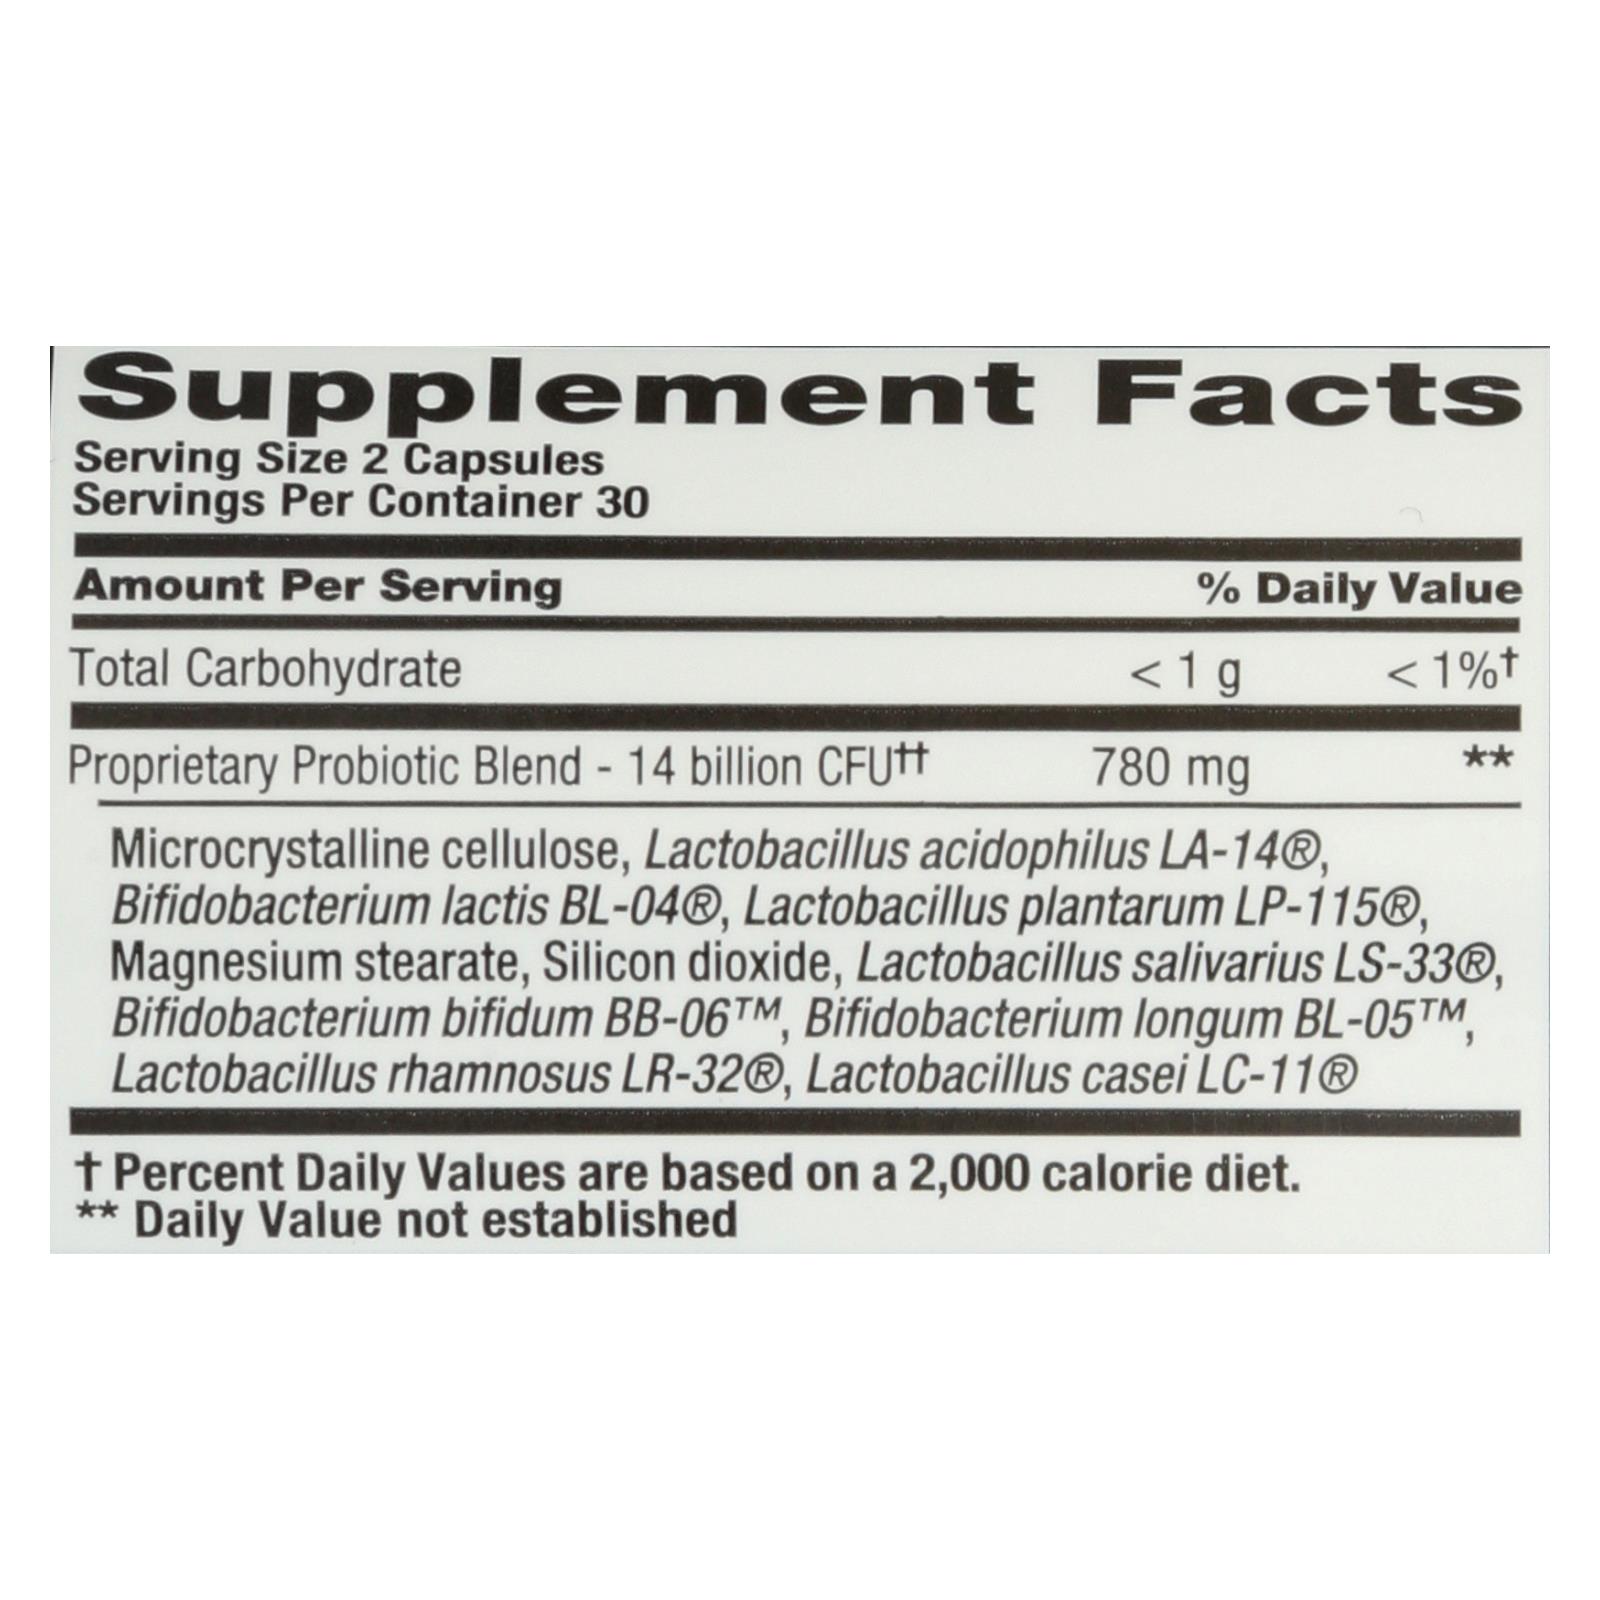 Supplement Facts
Serving Size 2 Capsules
Servings Per Container 30
Amount Per Serving % Daily Value
Total Carbohydrate < 1 g < 1%†
Proprietary Probiotic Blend - 14 billion CFU†† 780 mg **
Microcrystalline cellulose, Lactobacillus acidophilus LA-14®,
Bifidobacterium lactis BL-04®, Lactobacillus plantarum LP-115®,
Magnesium stearate, Silicon dioxide, Lactobacillus salivarius LS-33®,
Bifidobacterium bifidum BB-06™, Bifidobacterium longum BL-05™,
Lactobacillus rhamnosus LR-32®, Lactobacillus casei LC-11®
† Percent Daily Values are based on a 2,000 calorie diet.
** Daily Value not established